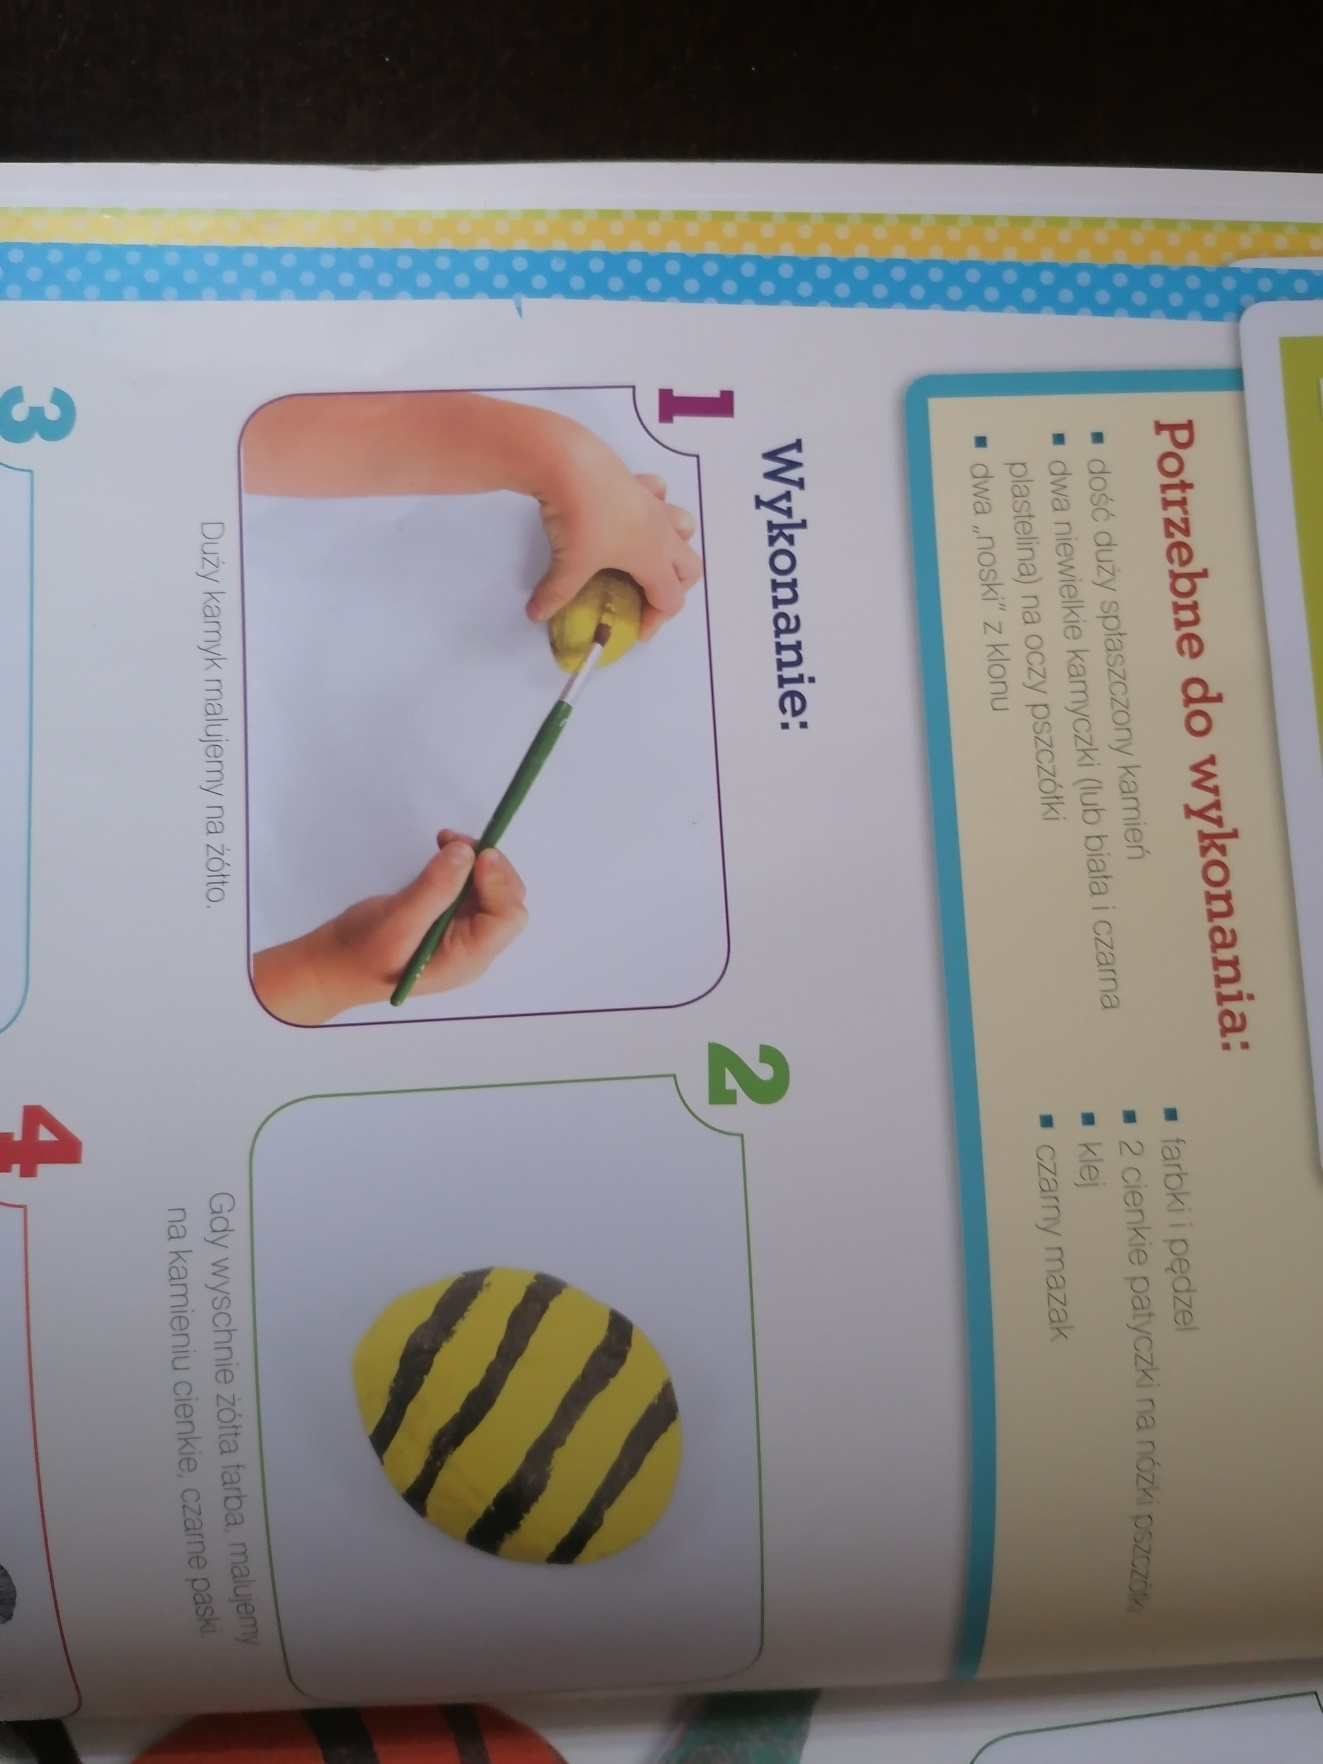 Potrzebne do wykonania:
▪ dość duży spłaszczony kamień
▪ dwa niewielkie kamyczki (lub biała i czarna
plastelina) na oczy pszczółki
▪ dwa „noski” z klonu
▪ farbki i pędzel
▪ 2 cienkie patyczki na nóżki pszczółki
▪ klej
▪ czarny mazak
Wykonanie:
1
Duży kamyk malujemy na żółto.
2
Gdy wyschnie żółta farba, malujemy
na kamieniu cienkie, czarne paski.
3
4